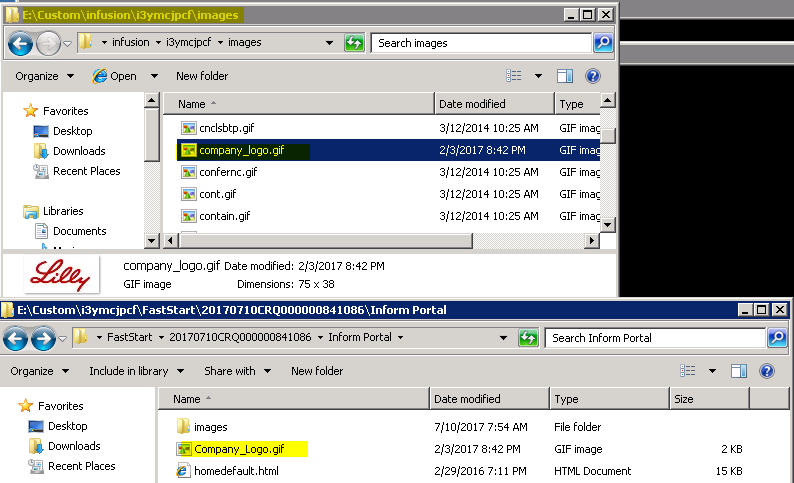 E:\Custom\infusion\i3ymcjpcf\images
infusion i3ymcjpcf images Search images
Organize Open New folder
Favorites
Desktop
Downloads
Recent Places
Libraries
Documents
Name Date modified Type
cnclsbtp.gif 3/12/2014 10:25 AM GIF imag
company_logo.gif 2/3/2017 8:42 PM GIF imag
confernc.gif 3/12/2014 10:25 AM GIF imag
cont.gif 3/12/2014 10:25 AM GIF imag
contain.gif 3/12/2014 10:25 AM GIF imag
Lilly
company_logo.gif Date modified: 2/3/2017 8:42 PM
GIF image Dimensions: 75 x 38
E:\Custom\i3ymcjpcf\FastStart\20170710CRQ000000841086\Inform Portal
FastStart 20170710CRQ000000841086 Inform Portal Search Inform Portal
Organize Include in library Share with New folder
Favorites
Desktop
Downloads
Recent Places
Name Date modified Type Size
images 7/10/2017 7:54 AM File folder
Company_Logo.gif 2/3/2017 8:42 PM GIF image 2 KB
homedefault.html 2/29/2016 7:11 PM HTML Document 15 KB